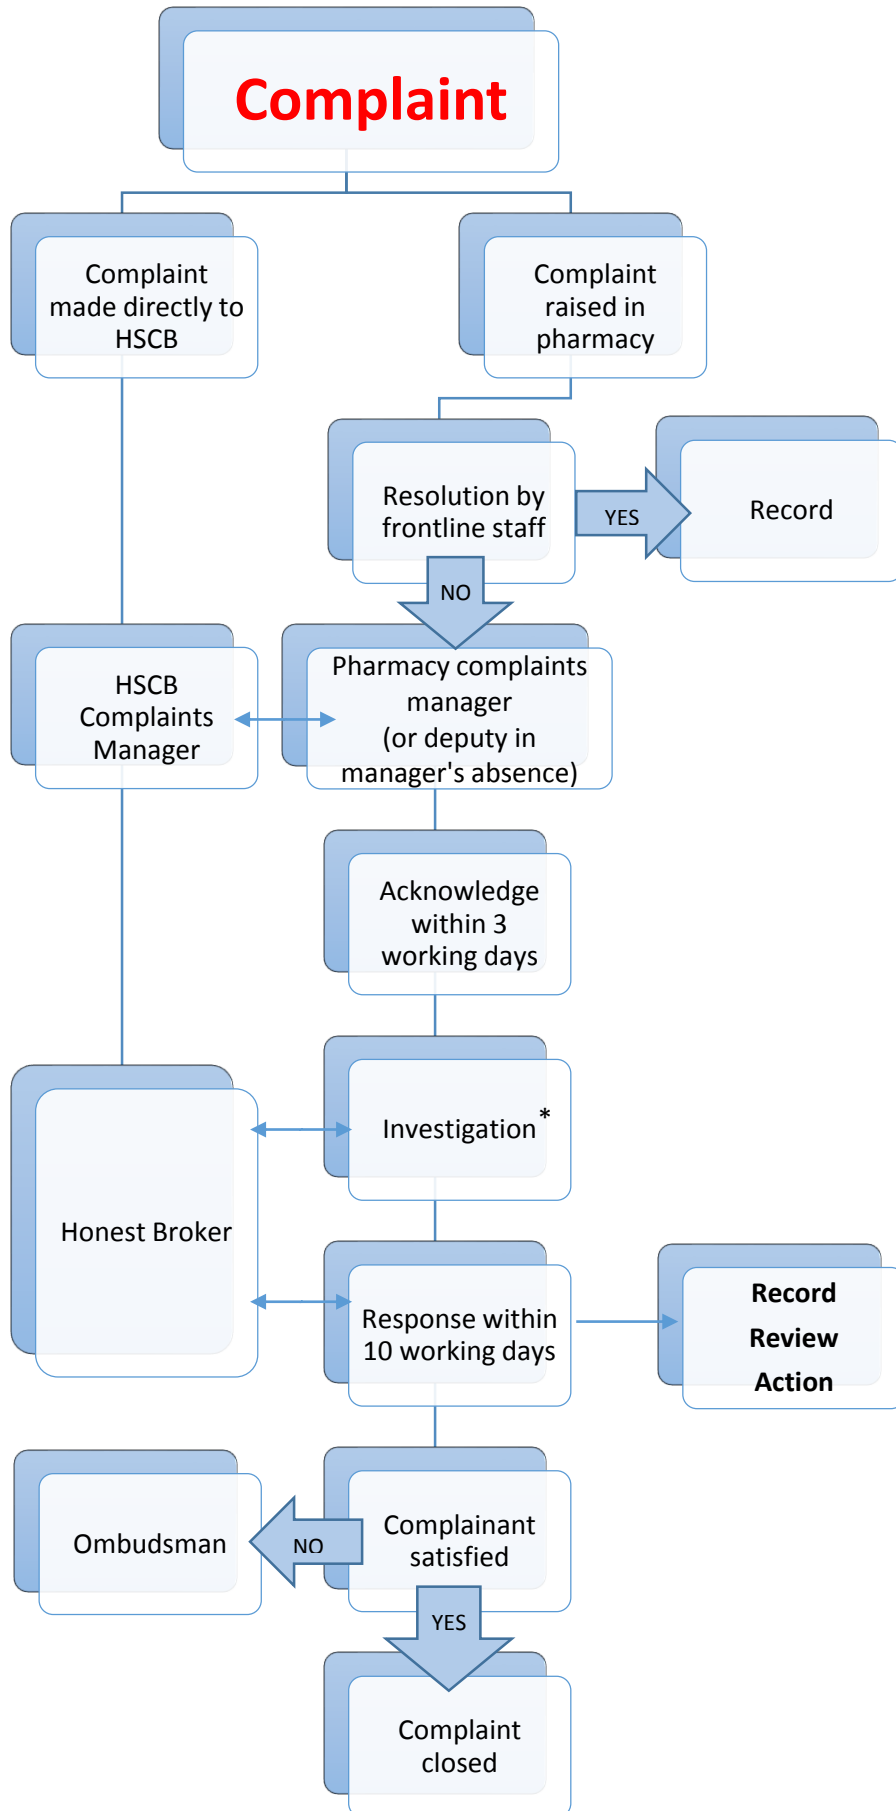 Complaint
Complaint
made directly to
HSCB
Complaint
raised in
pharmacy
Resolution by
frontline staff
YES
Record
NO
HSCB
Complaints
Manager
Pharmacy complaints
manager
(or deputy in
manager's absence)
Acknowledge
within 3
working days
Investigation*
Honest Broker
Response within
10 working days
Record
Review
Action
Ombudsman
NO
Complainant
satisfied
YES
Complaint
closed